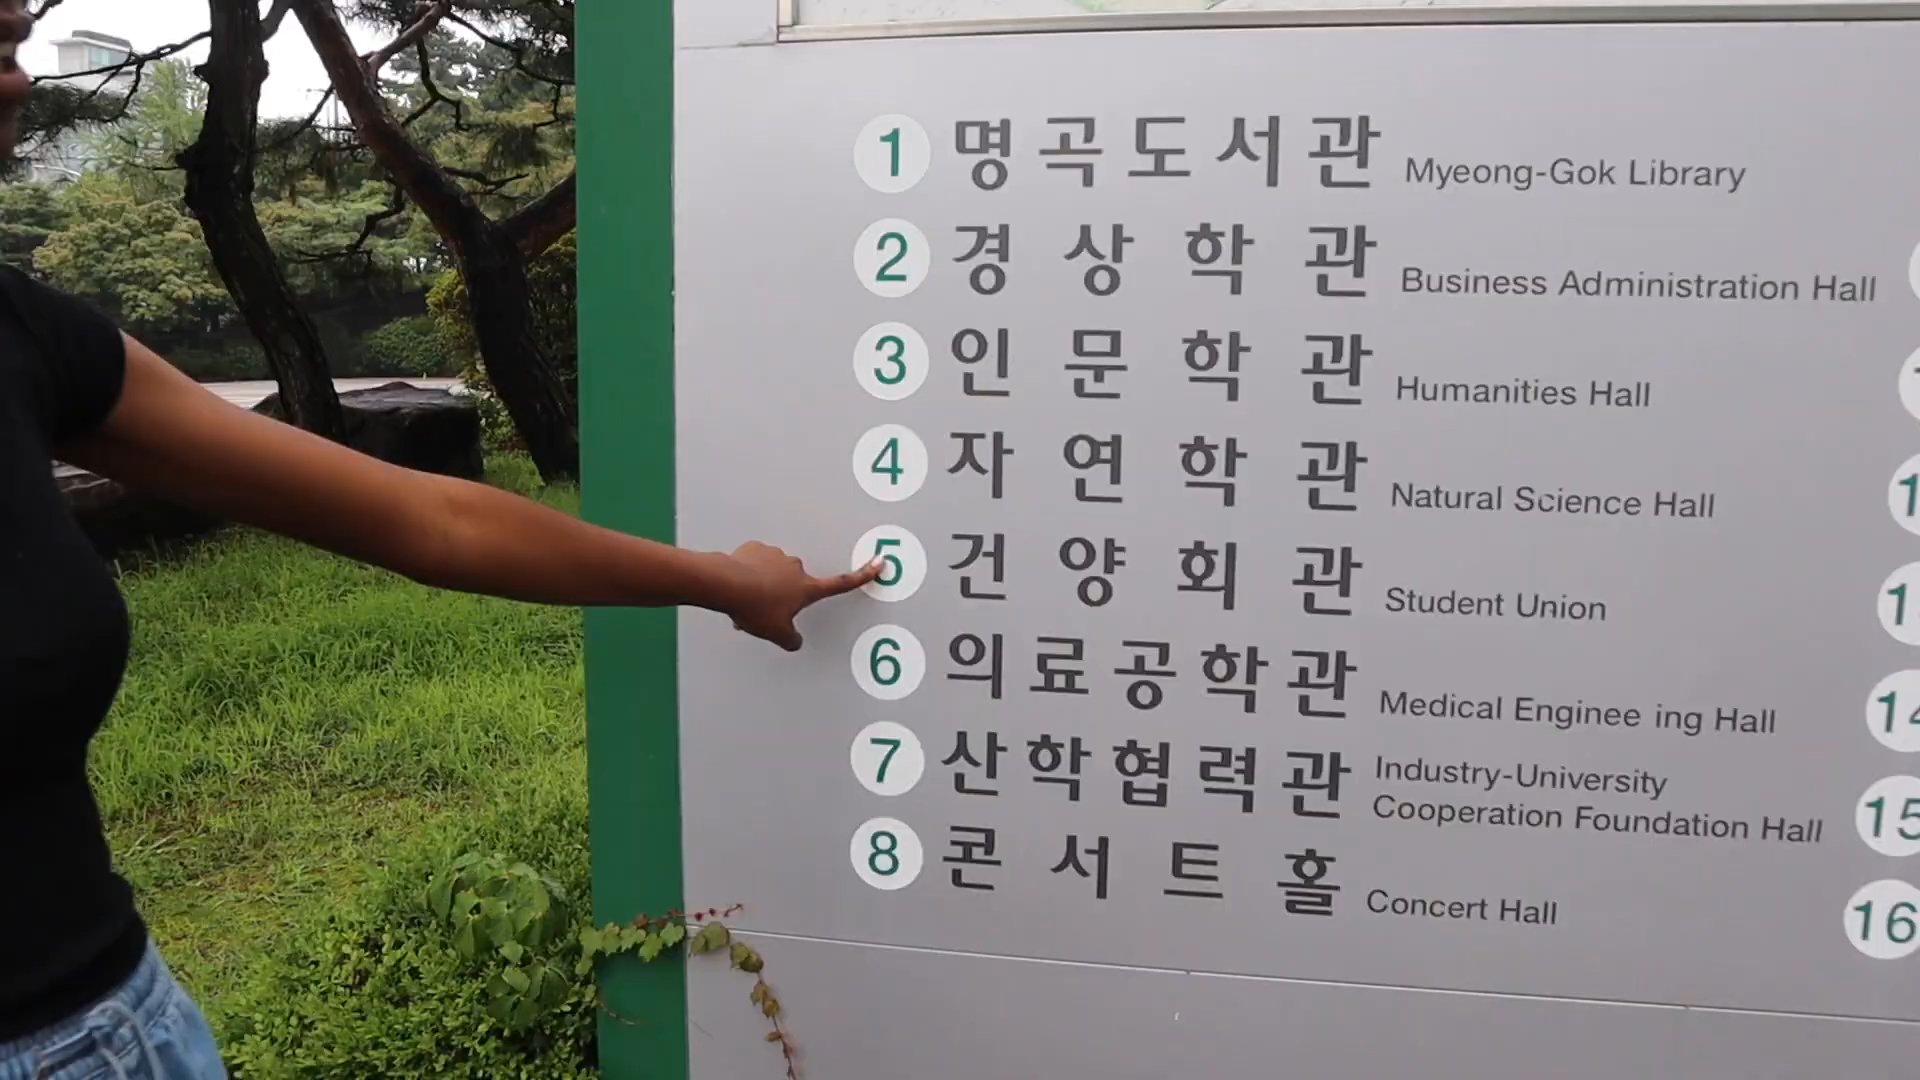 1 명곡도서관 Myeong-Gok Library
2 경상학관 Business Administration Hall
3 인문학관 Humanities Hall
4 자연학관 Natural Science Hall
5 건양회관 Student Union
6 의료공학관 Medical Enginee ing Hall
7 산학협력관 Industry-University
Cooperation Foundation Hall
8 콘서트홀 Concert Hall
14
15
16